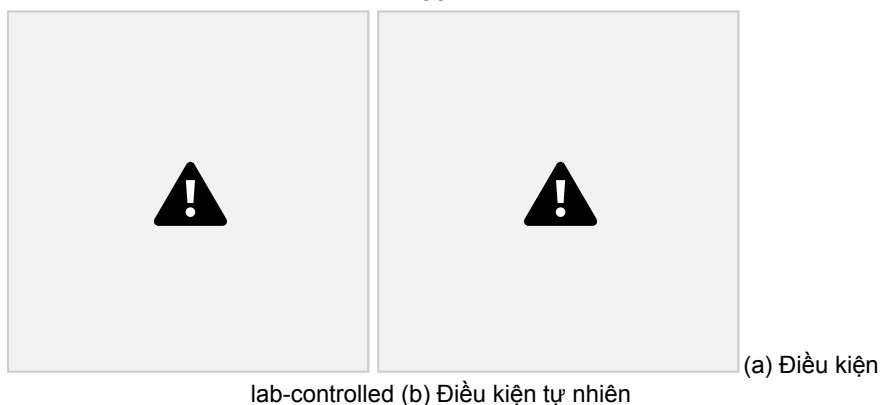 (a) Điều kiện
lab-controlled (b) Điều kiện tự nhiên